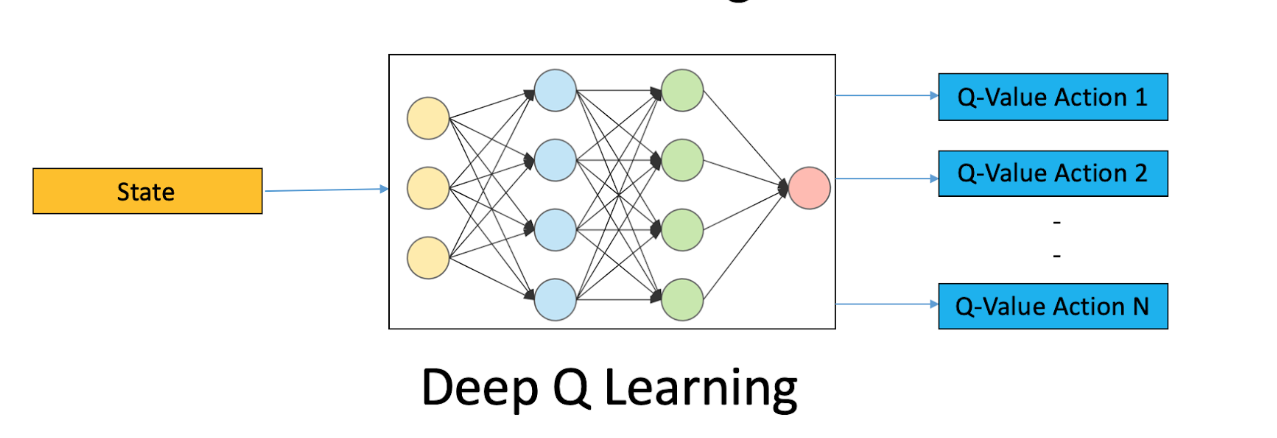 State
Q-Value Action 1
Q-Value Action 2
-
-
Q-Value Action N
Deep Q Learning